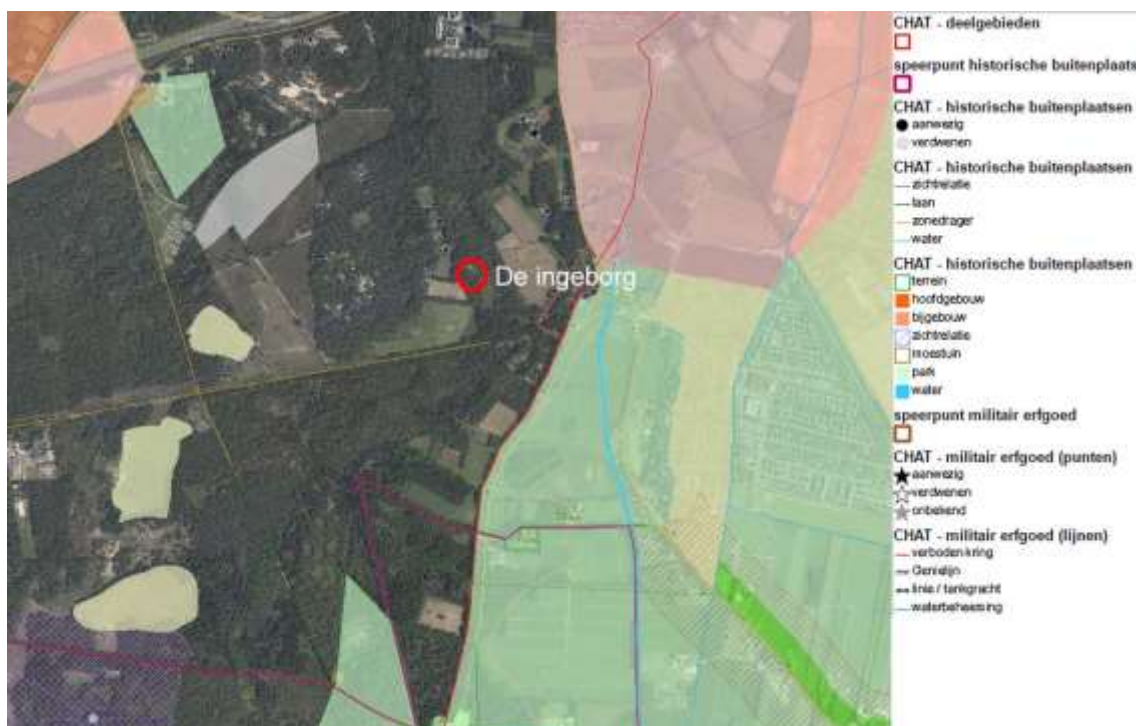 De ingeborg
CHAT - deelgebieden
speerpunt historische buitenplaats
CHAT - historische buitenplaatsen
aanwezig
verdwenen
CHAT - historische buitenplaatsen
zichtrelatie
laan
zonedrager
water
CHAT - historische buitenplaatsen
terrein
hoofdgebouw
bijgebouw
zichtrelatie
moestuin
park
water
speerpunt militair erfgoed
CHAT - militair erfgoed (punten)
aanwezig
verdwenen
onbekend
CHAT - militair erfgoed (lijnen)
verboden kring
Genielijn
linie / tankgracht
waterbeheersing